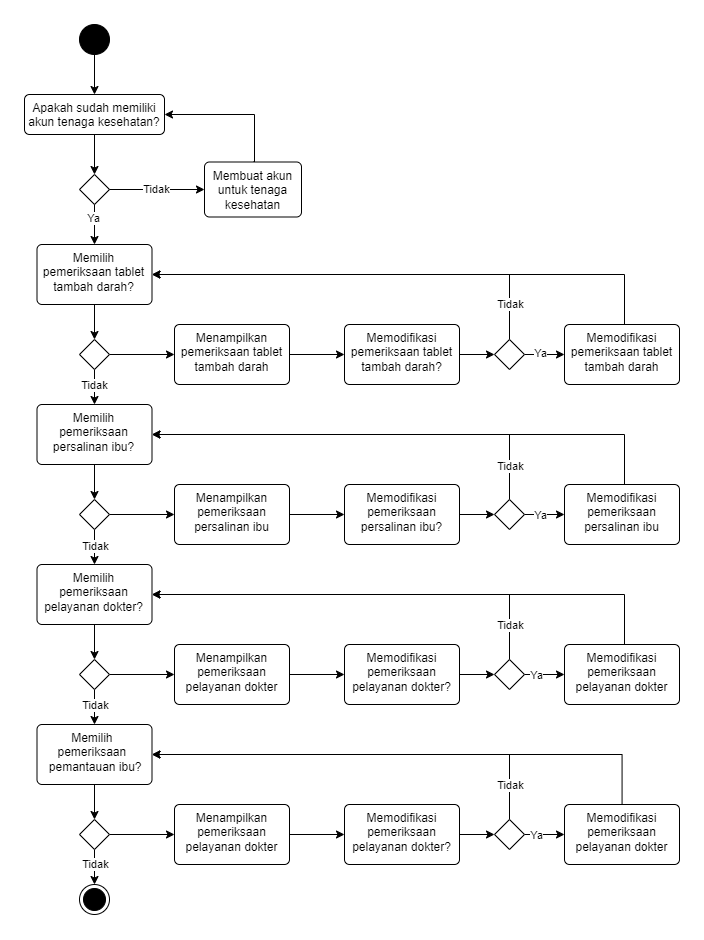 Apakah sudah memiliki
akun tenaga kesehatan?
Tidak
Membuat akun
untuk tenaga
kesehatan
Ya
Memilih
pemeriksaan tablet
tambah darah?
Tidak
Menampilkan
pemeriksaan tablet
tambah darah
Memodifikasi
pemeriksaan tablet
tambah darah?
Ya
Memodifikasi
pemeriksaan tablet
tambah darah
Tidak
Memilih
pemeriksaan
persalinan ibu?
Tidak
Menampilkan
pemeriksaan
persalinan ibu
Memodifikasi
pemeriksaan
persalinan ibu?
Ya
Memodifikasi
pemeriksaan
persalinan ibu
Tidak
Memilih
pemeriksaan
pelayanan dokter?
Tidak
Menampilkan
pemeriksaan
pelayanan dokter
Memodifikasi
pemeriksaan
pelayanan dokter?
Ya
Memodifikasi
pemeriksaan
pelayanan dokter
Tidak
Memilih
pemeriksaan
pemantauan ibu?
Tidak
Menampilkan
pemeriksaan
pelayanan dokter
Memodifikasi
pemeriksaan
pelayanan dokter?
Ya
Memodifikasi
pemeriksaan
pelayanan dokter
Tidak